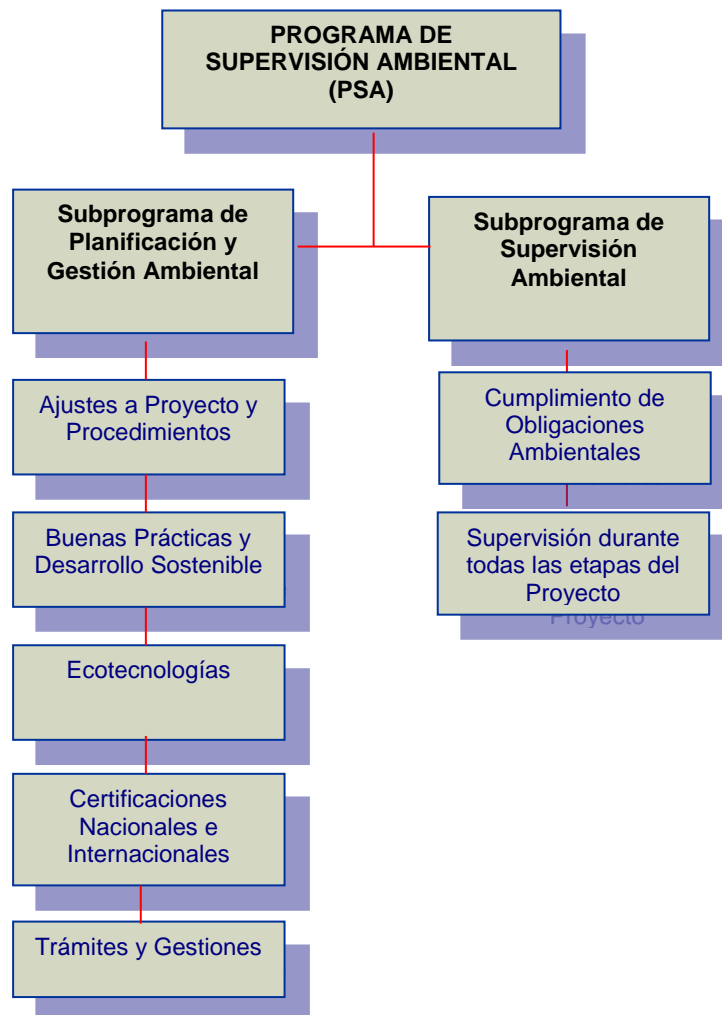 PROGRAMA DE
SUPERVISIÓN AMBIENTAL
(PSA)
Subprograma de
Planificación y
Gestión Ambiental
Subprograma de
Supervisión
Ambiental
Ajustes a Proyecto y
Procedimientos
Buenas Prácticas y
Desarrollo Sostenible
Ecotecnologías
Certificaciones
Nacionales e
Internacionales
Trámites y Gestiones
Cumplimiento de
Obligaciones
Ambientales
Supervisión durante
todas las etapas del
Proyecto
Proyecto